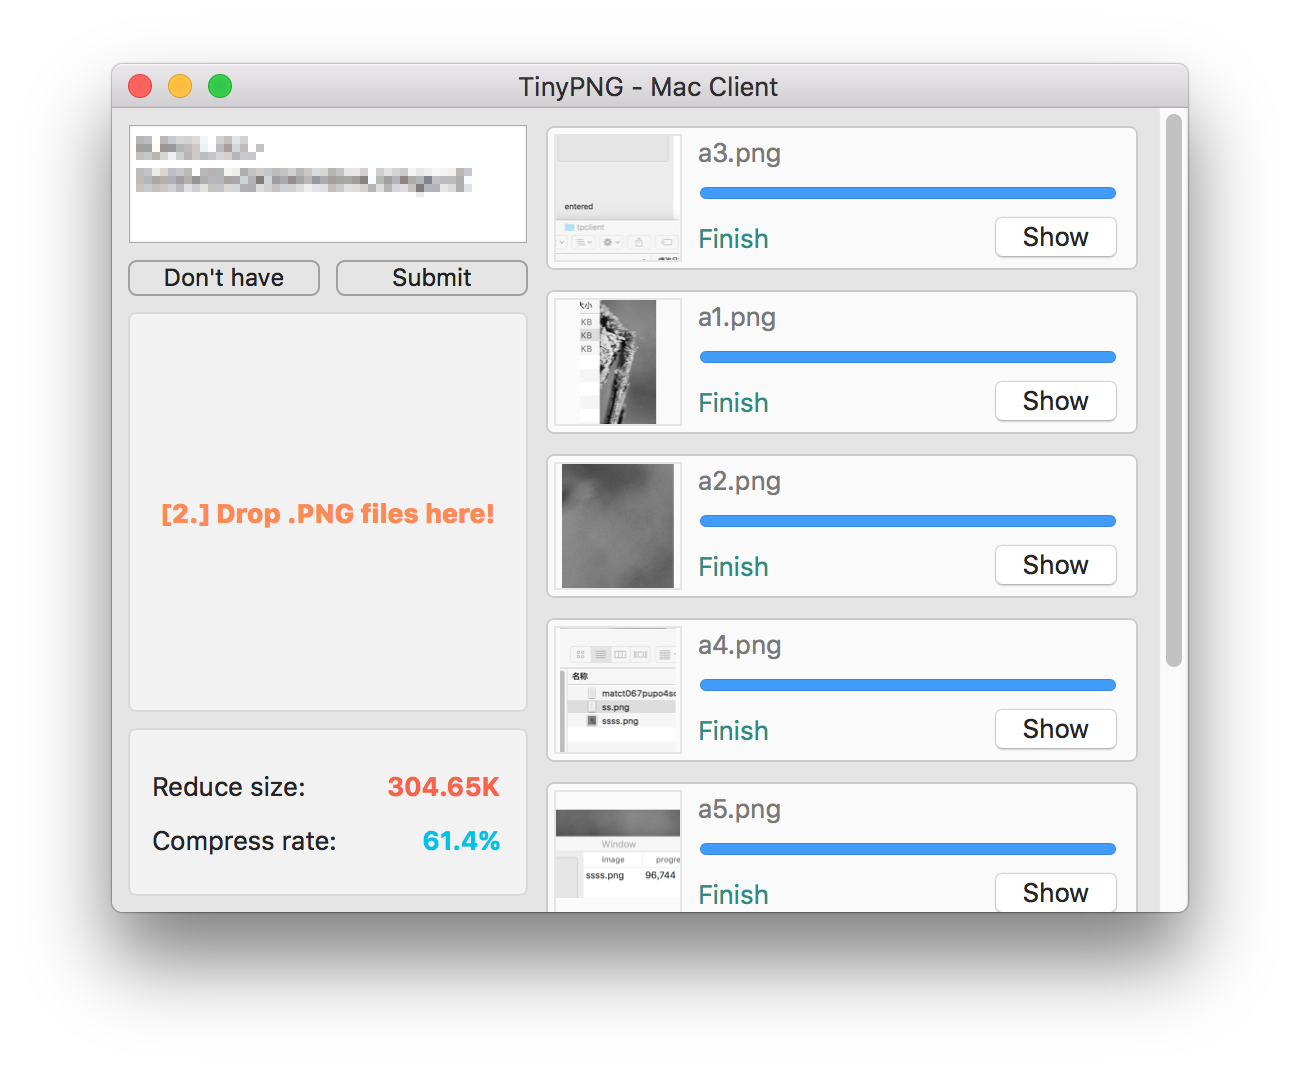 TinyPNG - Mac Client
Don't have
Submit
[2.] Drop .PNG files here!
Reduce size:
304.65K
Compress rate:
61.4%
entered
tpclient
a3.png
Finish
Show
大小
KB
KB
KB
a1.png
Finish
Show
a2.png
Finish
Show
名称
matct067pupo4sc
ss.png
ssss.png
a4.png
Finish
Show
Window
Image
progre
ssss.png
96,744
a5.png
Finish
Show